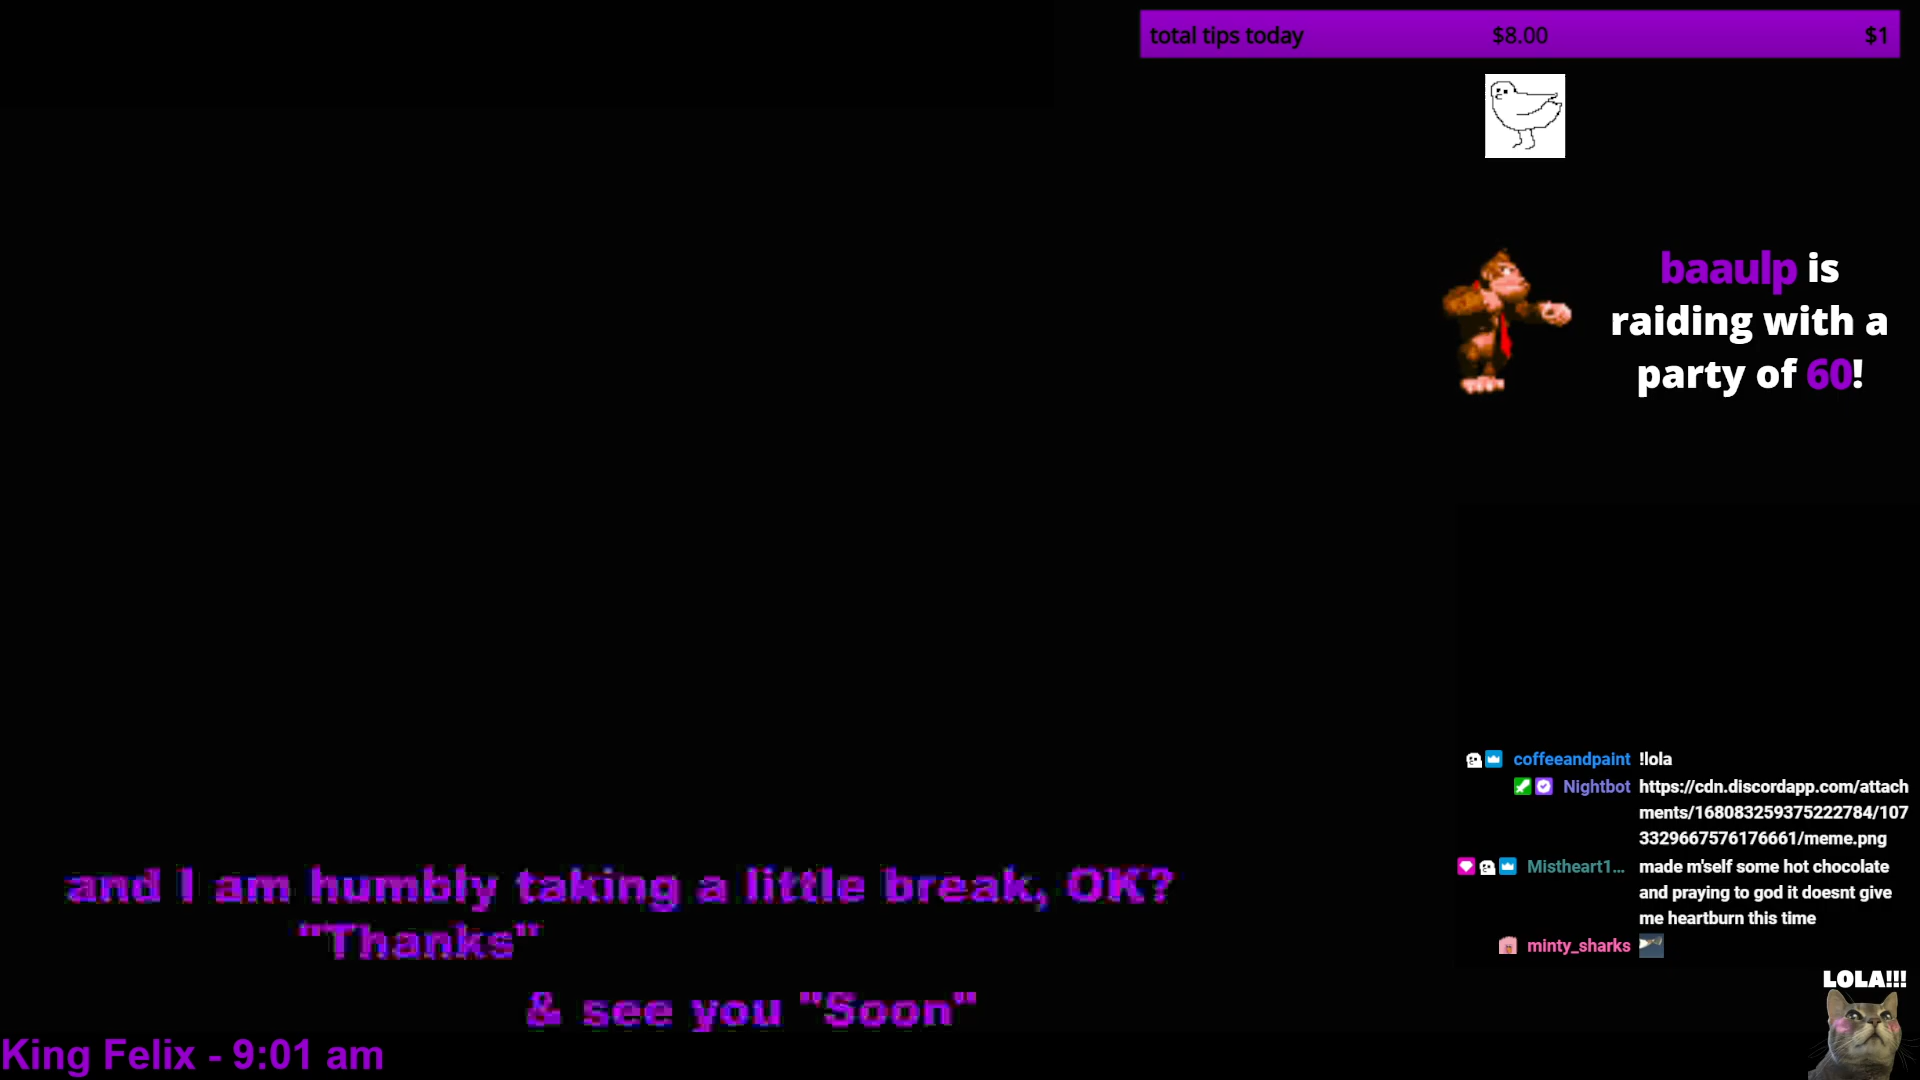 total tips today $8.00 $1
baaulp is
raiding with a
party of 60!
coffeeandpaint !lola
Nightbot https://cdn.discordapp.com/attach
ments/168083259375222784/107
3329667576176661/meme.png
Mistheart1... made m'self some hot chocolate
and praying to god it doesnt give
me heartburn this time
minty_sharks
and I am humbly taking a little break, OK?
"Thanks"
& see you "Soon"
LOLA!!!
King Felix - 9:01 am